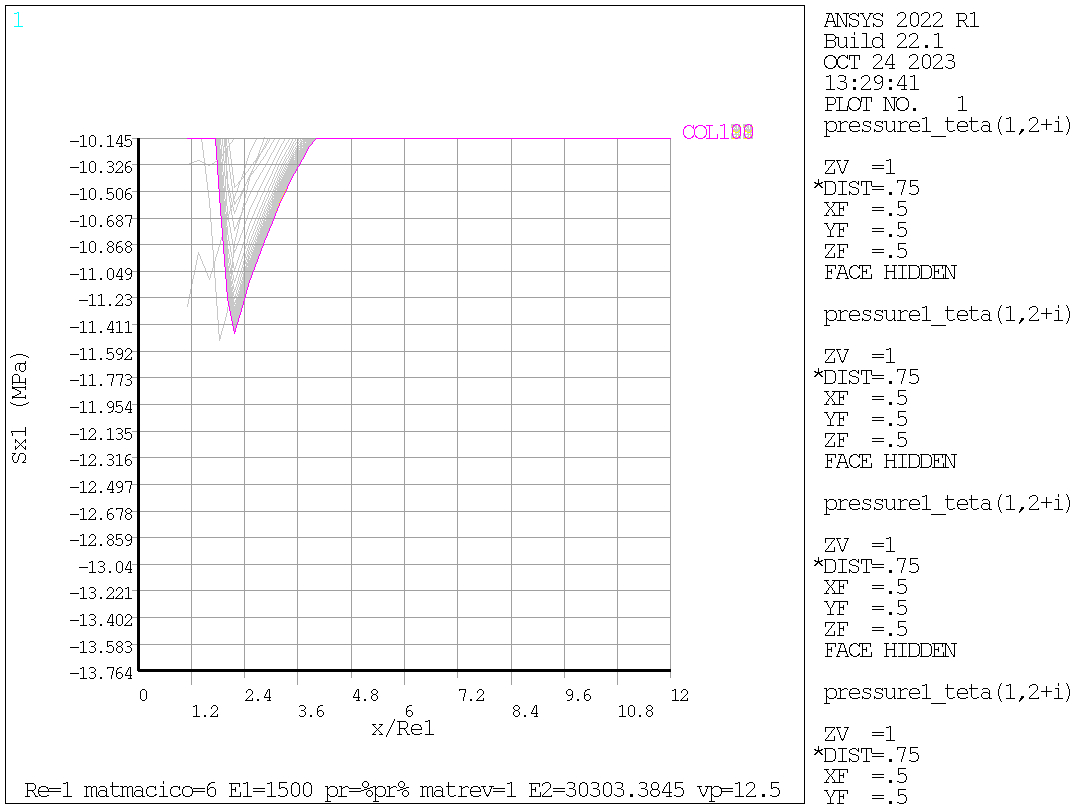 1
ANSYS 2022 R1
Build 22.1
OCT 24 2023
13:29:41
PLOT NO. 1
pressure1_teta(1,2+i)
ZV =1
*DIST=.75
XF =.5
YF =.5
ZF =.5
FACE HIDDEN
pressure1_teta(1,2+i)
ZV =1
*DIST=.75
XF =.5
YF =.5
ZF =.5
FACE HIDDEN
pressure1_teta(1,2+i)
ZV =1
*DIST=.75
XF =.5
YF =.5
ZF =.5
FACE HIDDEN
pressure1_teta(1,2+i)
ZV =1
*DIST=.75
XF =.5
YF =.5
COL100
-10.145
-10.326
-10.506
-10.687
-10.868
-11.049
-11.23
-11.411
-11.592
-11.773
-11.954
-12.135
-12.316
-12.497
-12.678
-12.859
-13.04
-13.221
-13.402
-13.583
-13.764
Sx1 (MPa)
0 2.4 4.8 7.2 9.6 12
1.2 3.6 6 8.4 10.8
x/Re1
Re=1 matmacico=6 E1=1500 pr=%pr% matrev=1 E2=30303.3845 vp=12.5